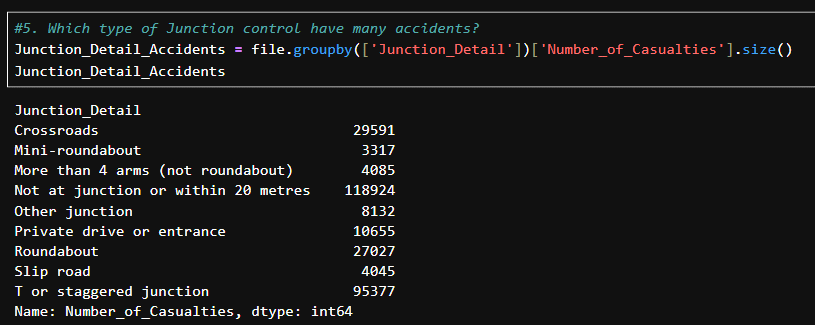 #5. Which type of Junction control have many accidents?
Junction_Detail_Accidents = file.groupby(['Junction_Detail'])['Number_of_Casualties'].size()
Junction_Detail_Accidents
Junction_Detail
Crossroads                              29591
Mini-roundabout                          3317
More than 4 arms (not roundabout)        4085
Not at junction or within 20 metres    118924
Other junction                           8132
Private drive or entrance               10655
Roundabout                              27027
Slip road                                4045
T or staggered junction                 95377
Name: Number_of_Casualties, dtype: int64